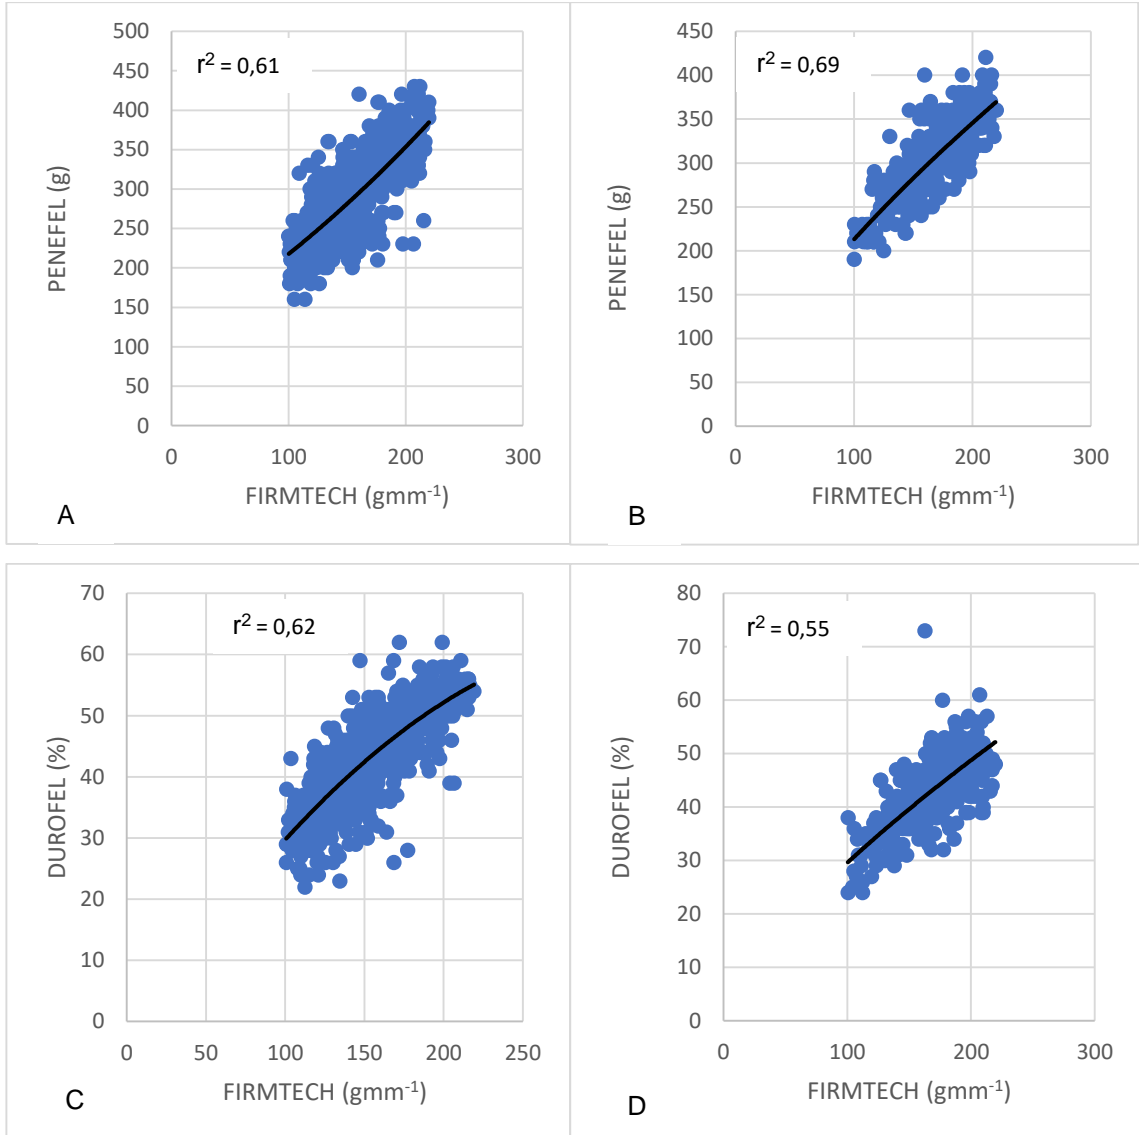 r² = 0,61
500
450
400
350
300
250
200
150
100
50
0
PENEFEL (g)
0 100 200 300
FIRMTECH (gmm⁻¹)
A
r² = 0,69
450
400
350
300
250
200
150
100
50
0
PENEFEL (g)
0 100 200 300
FIRMTECH (gmm⁻¹)
B
r² = 0,62
70
60
50
40
30
20
10
0
DUROFEL (%)
0 50 100 150 200 250
FIRMTECH (gmm⁻¹)
C
r² = 0,55
80
70
60
50
40
30
20
10
0
DUROFEL (%)
0 100 200 300
FIRMTECH (gmm⁻¹)
D